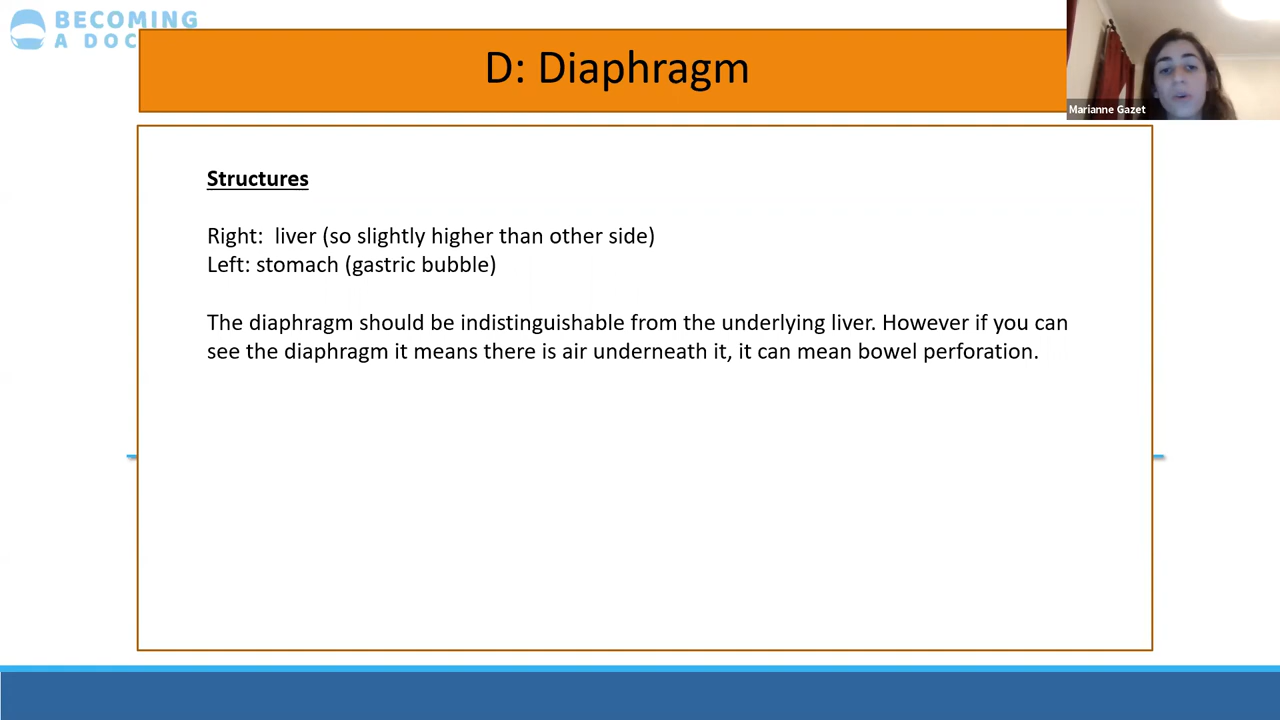 BECOMING
A DOC
D: Diaphragm
Marianne Gazet
Structures
Right:  liver (so slightly higher than other side)
Left: stomach (gastric bubble)
The diaphragm should be indistinguishable from the underlying liver. However if you can
see the diaphragm it means there is air underneath it, it can mean bowel perforation.